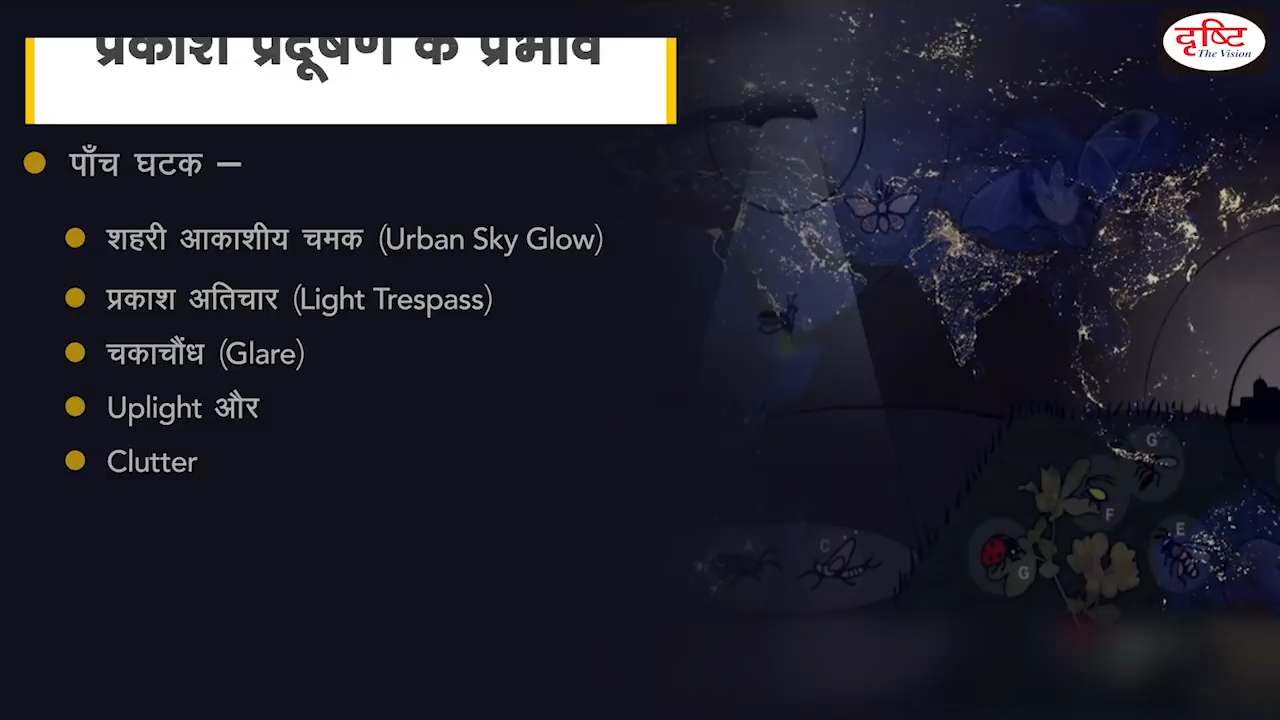 प्रकाश प्रदूषण के प्रभाव
दृष्टि
The Vision
पाँच घटक –
शहरी आकाशीय चमक (Urban Sky Glow)
प्रकाश अतिचार (Light Trespass)
चकाचौंध (Glare)
Uplight और
Clutter
G
F
E
A
C
G